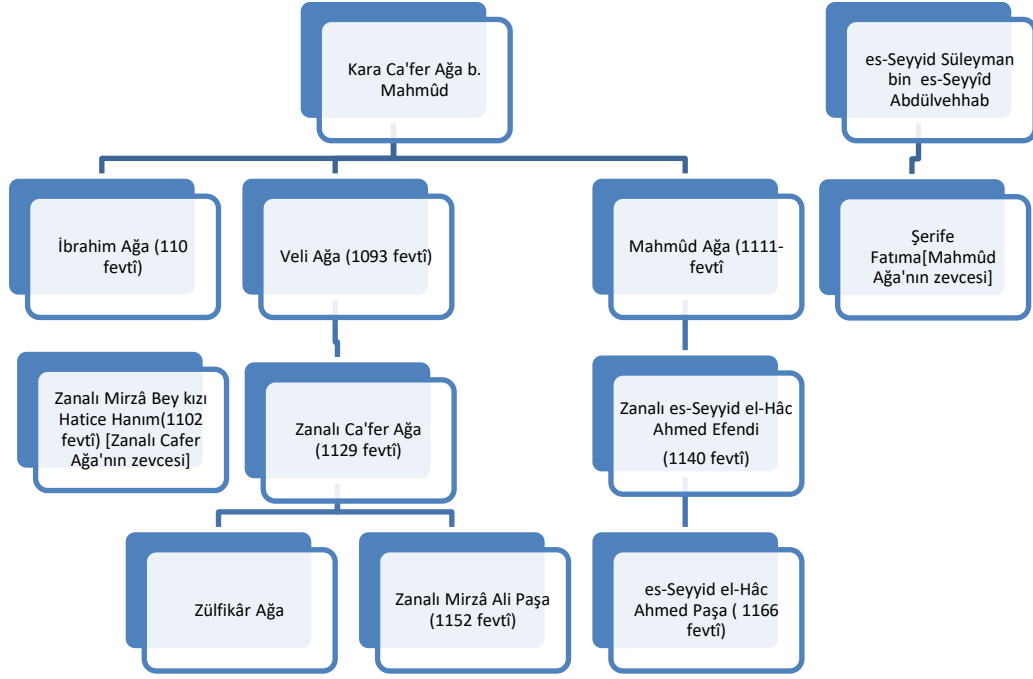 Kara Ca'fer Ağa b.
Mahmûd
es-Seyyid Süleyman
bin es-Seyyîd
Abdülvehhab
İbrahim Ağa (110
fevtî)
Veli Ağa (1093 fevtî)
Mahmûd Ağa (1111-
fevtî
Şerife
Fatıma[Mahmûd
Ağa'nın zevcesi]
Zanalı Mirzâ Bey kızı
Hatice Hanım(1102
fevtî) [Zanalı Cafer
Ağa'nın zevcesi]
Zanalı Ca'fer Ağa
(1129 fevtî)
Zanalı es-Seyyid el-Hâc
Ahmed Efendi
(1140 fevtî)
Zülfikâr Ağa
Zanalı Mirzâ Ali Paşa
(1152 fevtî)
es-Seyyid el-Hâc
Ahmed Paşa ( 1166
fevtî)